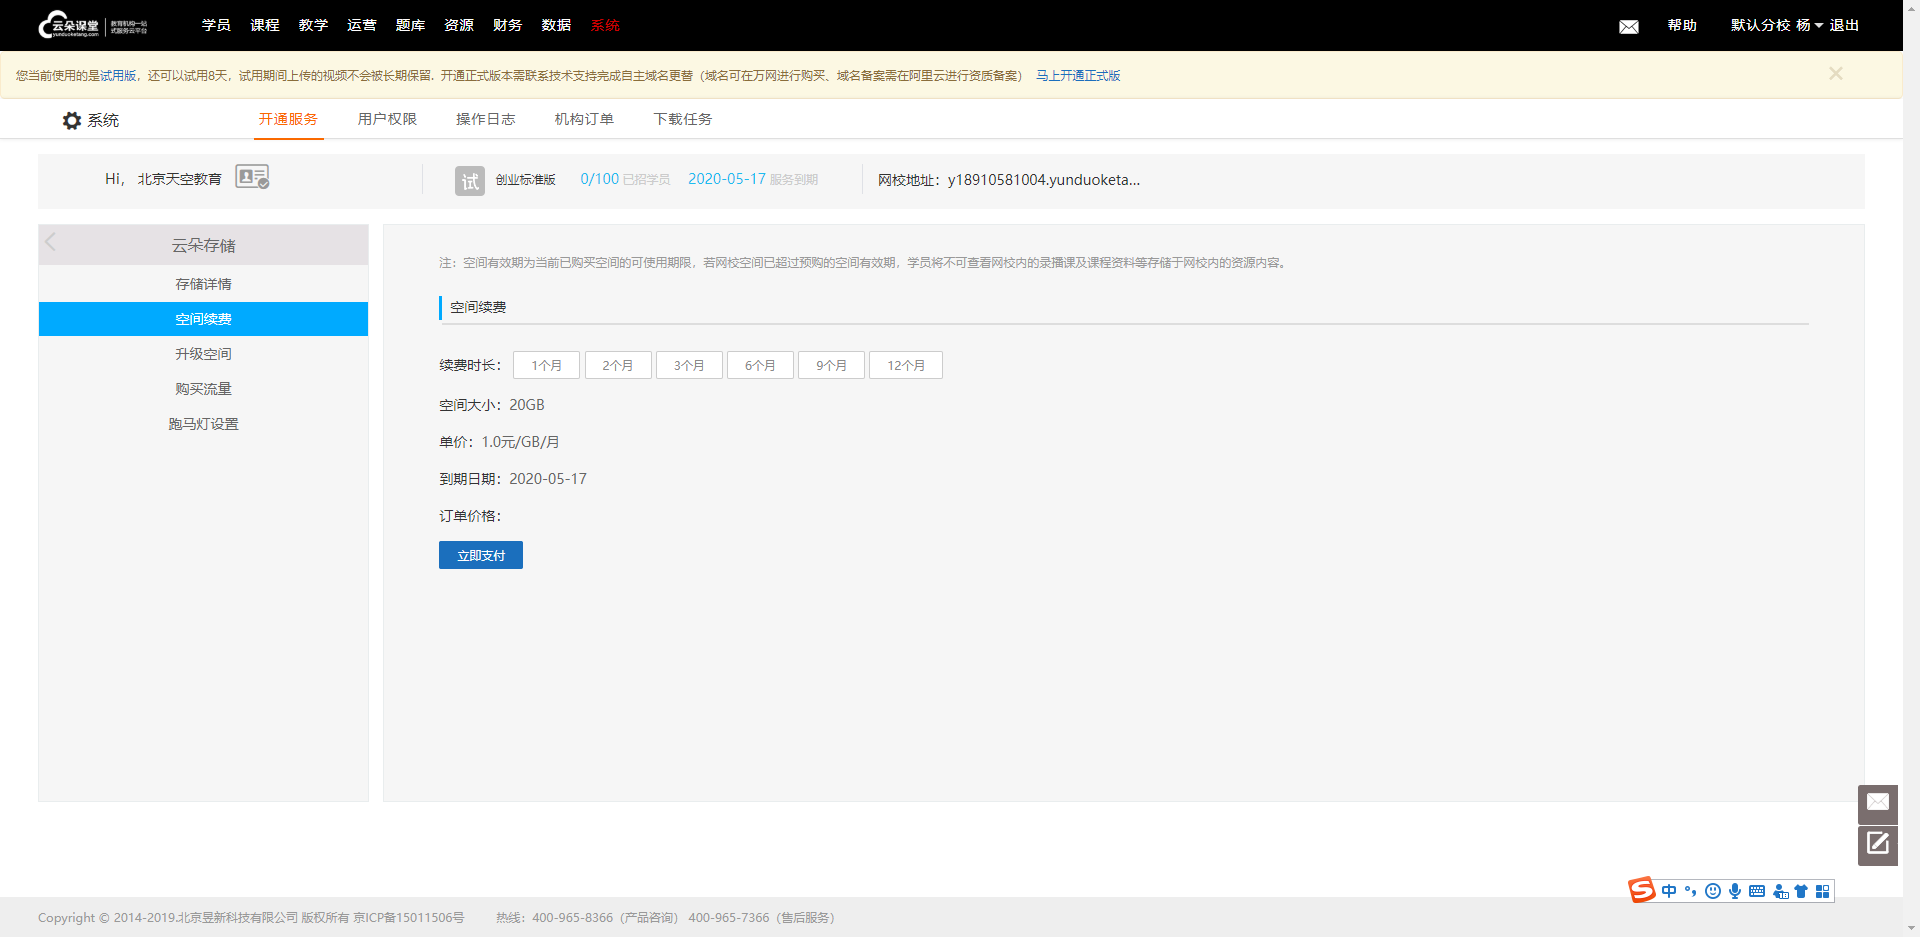 云朵课堂 yunduoketang.com 教育机构一站式服务云平台
学员 课程 教学 运营 题库 资源 财务 数据 系统 帮助 默认分校 杨 退出
您当前使用的是试用版，还可以试用8天，试用期间上传的视频不会被长期保留. 开通正式版本需联系技术支持完成自主域名更替（域名可在万网进行购买、域名备案需在阿里云进行资质备案） 马上开通正式版
系统 开通服务 用户权限 操作日志 机构订单 下载任务
Hi， 北京天空教育 试 创业标准版 0/100 已招学员 2020-05-17 服务到期 网校地址：y18910581004.yunduoketa...
云朵存储
存储详情
空间续费
升级空间
购买流量
跑马灯设置
注：空间有效期为当前已购买空间的可使用期限，若网校空间已超过预购的空间有效期，学员将不可查看网校内的录播课及课程资料等存储于网校内的资源内容。
空间续费
续费时长： 1个月 2个月 3个月 6个月 9个月 12个月
空间大小：20GB
单价：1.0元/GB/月
到期日期：2020-05-17
订单价格：
立即支付
中
Copyright © 2014-2019.北京昱新科技有限公司 版权所有 京ICP备15011506号 热线：400-965-8366（产品咨询） 400-965-7366（售后服务）